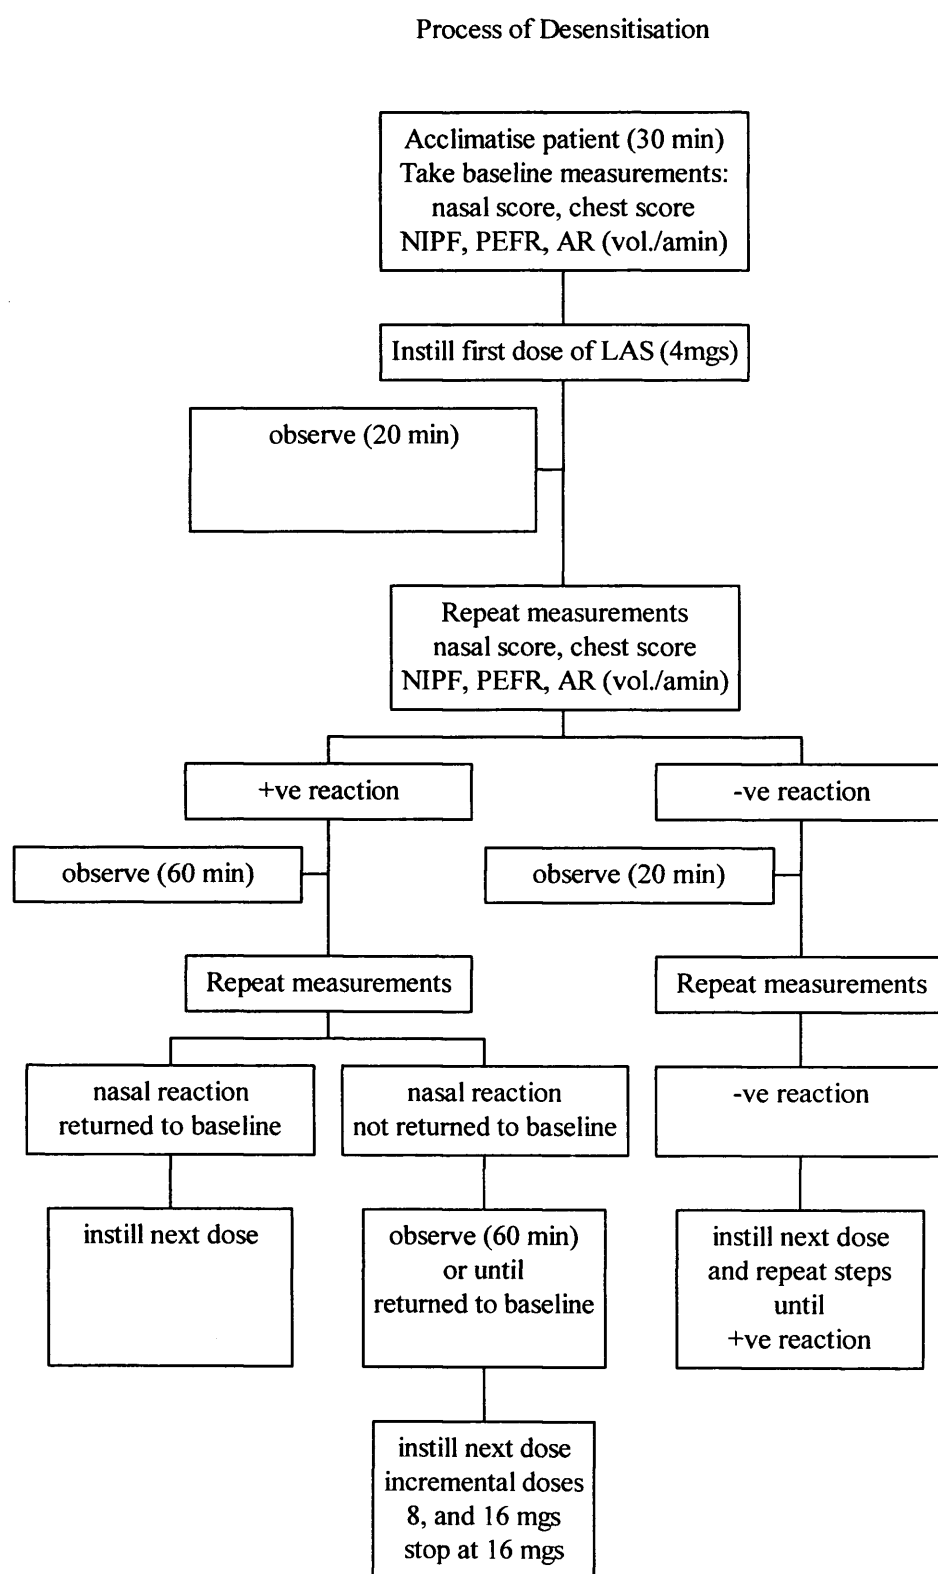 Process of Desensitisation
Acclimatise patient (30 min)
Take baseline measurements:
nasal score, chest score
NIPF, PEFR, AR (vol./amin)
Instill first dose of LAS (4mgs)
observe (20 min)
Repeat measurements
nasal score, chest score
NIPF, PEFR, AR (vol./amin)
+ve reaction
-ve reaction
observe (60 min)
observe (20 min)
Repeat measurements
Repeat measurements
nasal reaction
returned to baseline
nasal reaction
not returned to baseline
-ve reaction
instill next dose
observe (60 min)
or until
returned to baseline
instill next dose
and repeat steps
until
+ve reaction
instill next dose
incremental doses
8, and 16 mgs
stop at 16 mgs